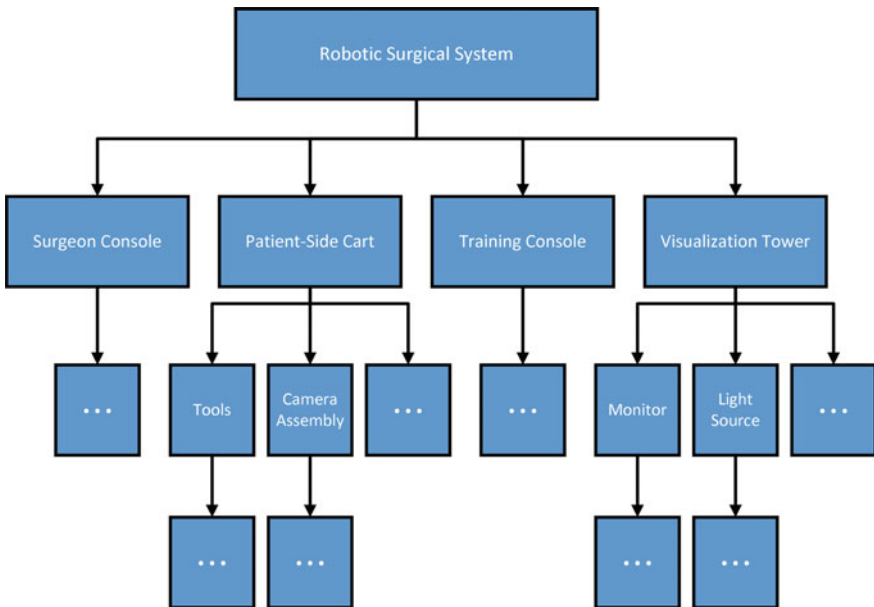 Robotic Surgical System
Surgeon Console
Patient-Side Cart
Training Console
Visualization Tower
...
Tools
Camera
Assembly
...
...
Monitor
Light
Source
...
...
...
...
...